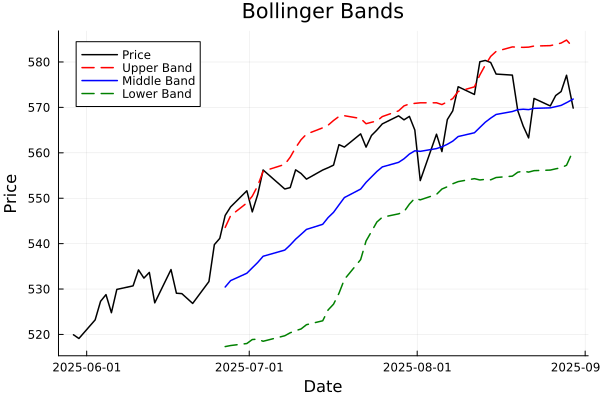 Bollinger Bands
Price
Upper Band
Middle Band
Lower Band
Price
580
570
560
550
540
530
520
2025-06-01
2025-07-01
2025-08-01
2025-09
Date